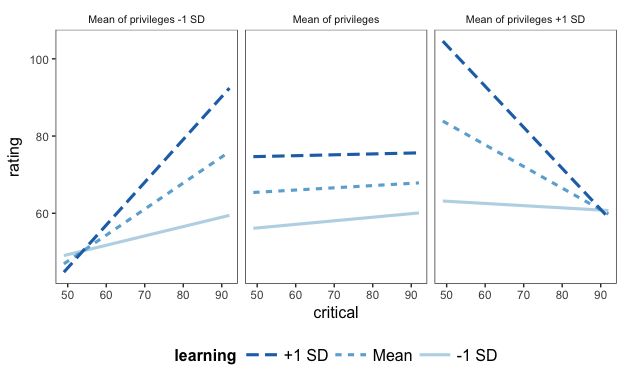 Mean of privileges -1 SD Mean of privileges Mean of privileges +1 SD
100
80
60
rating
50 60 70 80 90 50 60 70 80 90 50 60 70 80 90
critical
learning +1 SD Mean -1 SD